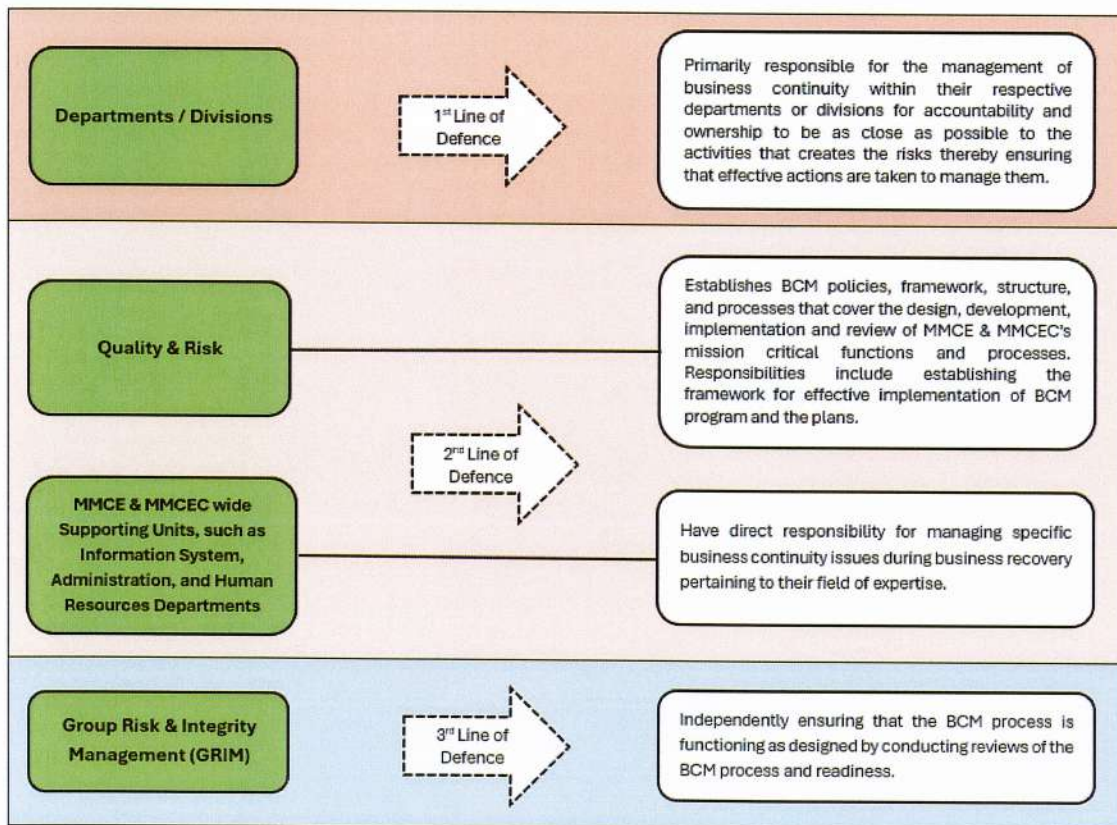 Departments / Divisions
1st Line of
Defence
Primarily responsible for the management of
business continuity within their respective
departments or divisions for accountability and
ownership to be as close as possible to the
activities that creates the risks thereby ensuring
that effective actions are taken to manage them.
Quality & Risk
Establishes BCM policies, framework, structure,
and processes that cover the design, development,
implementation and review of MMCE & MMCEC's
mission critical functions and processes.
Responsibilities include establishing the
framework for effective implementation of BCM
program and the plans.
2nd Line of
Defence
MMCE & MMCEC wide
Supporting Units, such as
Information System,
Administration, and Human
Resources Departments
Have direct responsibility for managing specific
business continuity issues during business recovery
pertaining to their field of expertise.
Group Risk & Integrity
Management (GRIM)
3rd Line of
Defence
Independently ensuring that the BCM process is
functioning as designed by conducting reviews of the
BCM process and readiness.